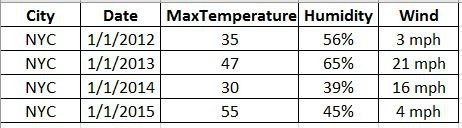 City Date MaxTemperature Humidity Wind
NYC 1/1/2012 35 56% 3 mph
NYC 1/1/2013 47 65% 21 mph
NYC 1/1/2014 30 39% 16 mph
NYC 1/1/2015 55 45% 4 mph